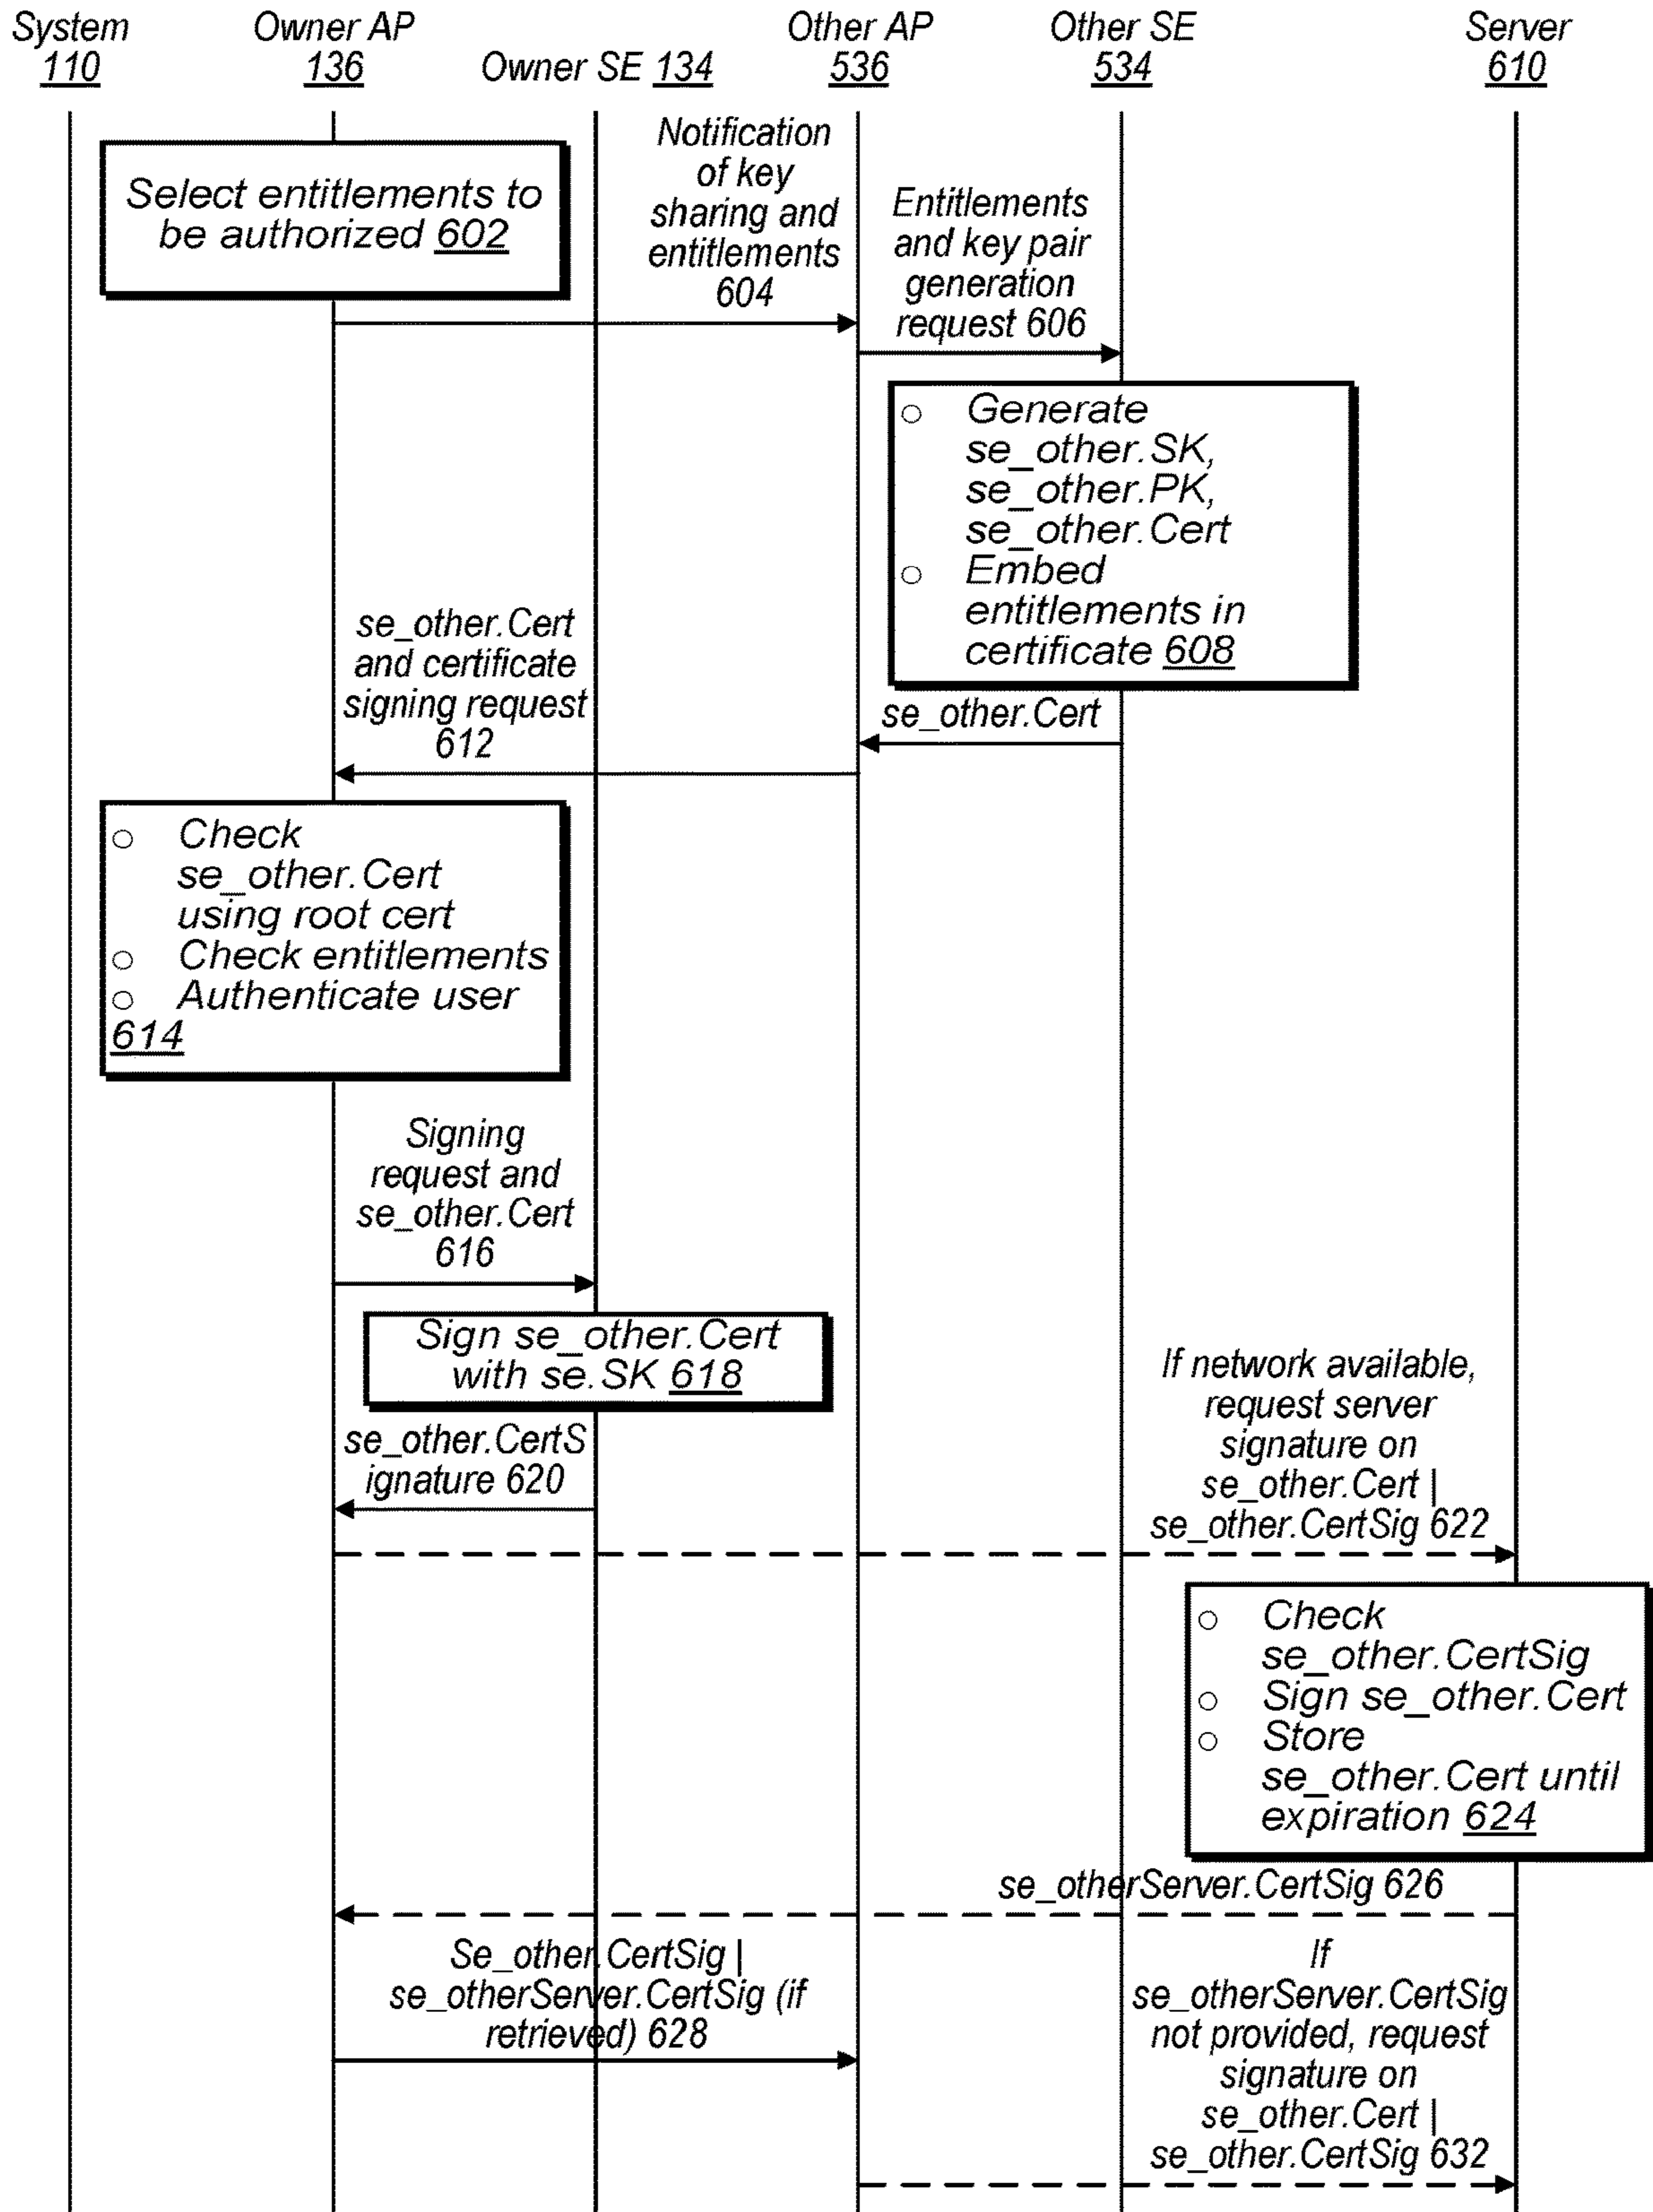 System
110
Owner AP
136
Owner SE 134
Other AP
536
Other SE
534
Server
610
Select entitlements to
be authorized 602
Notification
of key
sharing and
entitlements
604
Entitlements
and key pair
generation
request 606
○ Generate
se_other.SK,
se_other.PK,
se_other.Cert
○ Embed
entitlements in
certificate 608
se_other.Cert
se_other.Cert
and certificate
signing request
612
○ Check
se_other.Cert
using root cert
○ Check entitlements
○ Authenticate user
614
Signing
request and
se_other.Cert
616
Sign se_other.Cert
with se.SK 618
se_other.CertS
ignature 620
If network available,
request server
signature on
se_other.Cert |
se_other.CertSig 622
○ Check
se_other.CertSig
○ Sign se_other.Cert
○ Store
se_other.Cert until
expiration 624
se_otherServer.CertSig 626
Se_other.CertSig |
se_otherServer.CertSig (if
retrieved) 628
If
se_otherServer.CertSig
not provided, request
signature on
se_other.Cert |
se_other.CertSig 632